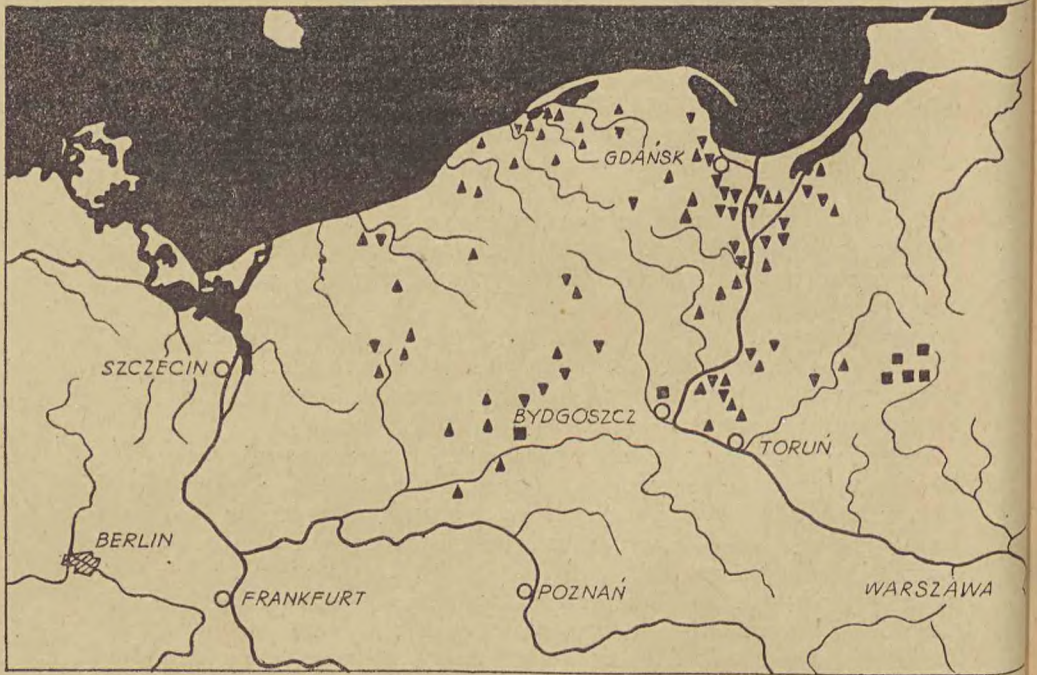 GDAŃSK
SZCZECIN
BYDGOSZCZ
TORUŃ
BERLIN
FRANKFURT
POZNAŃ
WARSZAWA